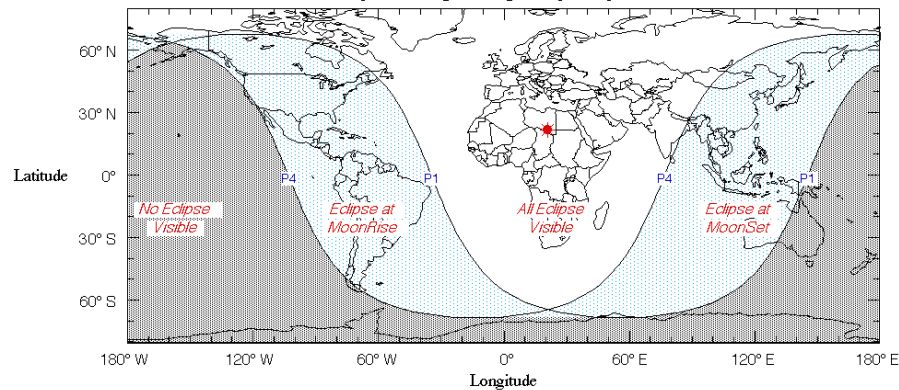 60° N
30° N
Latitude
0°
P4
P1
P4
P1
No Eclipse
Visible
Eclipse at
MoonRise
All Eclipse
Visible
Eclipse at
MoonSet
30° S
60° S
180° W
120° W
60° W
0°
60° E
120° E
180° E
Longitude